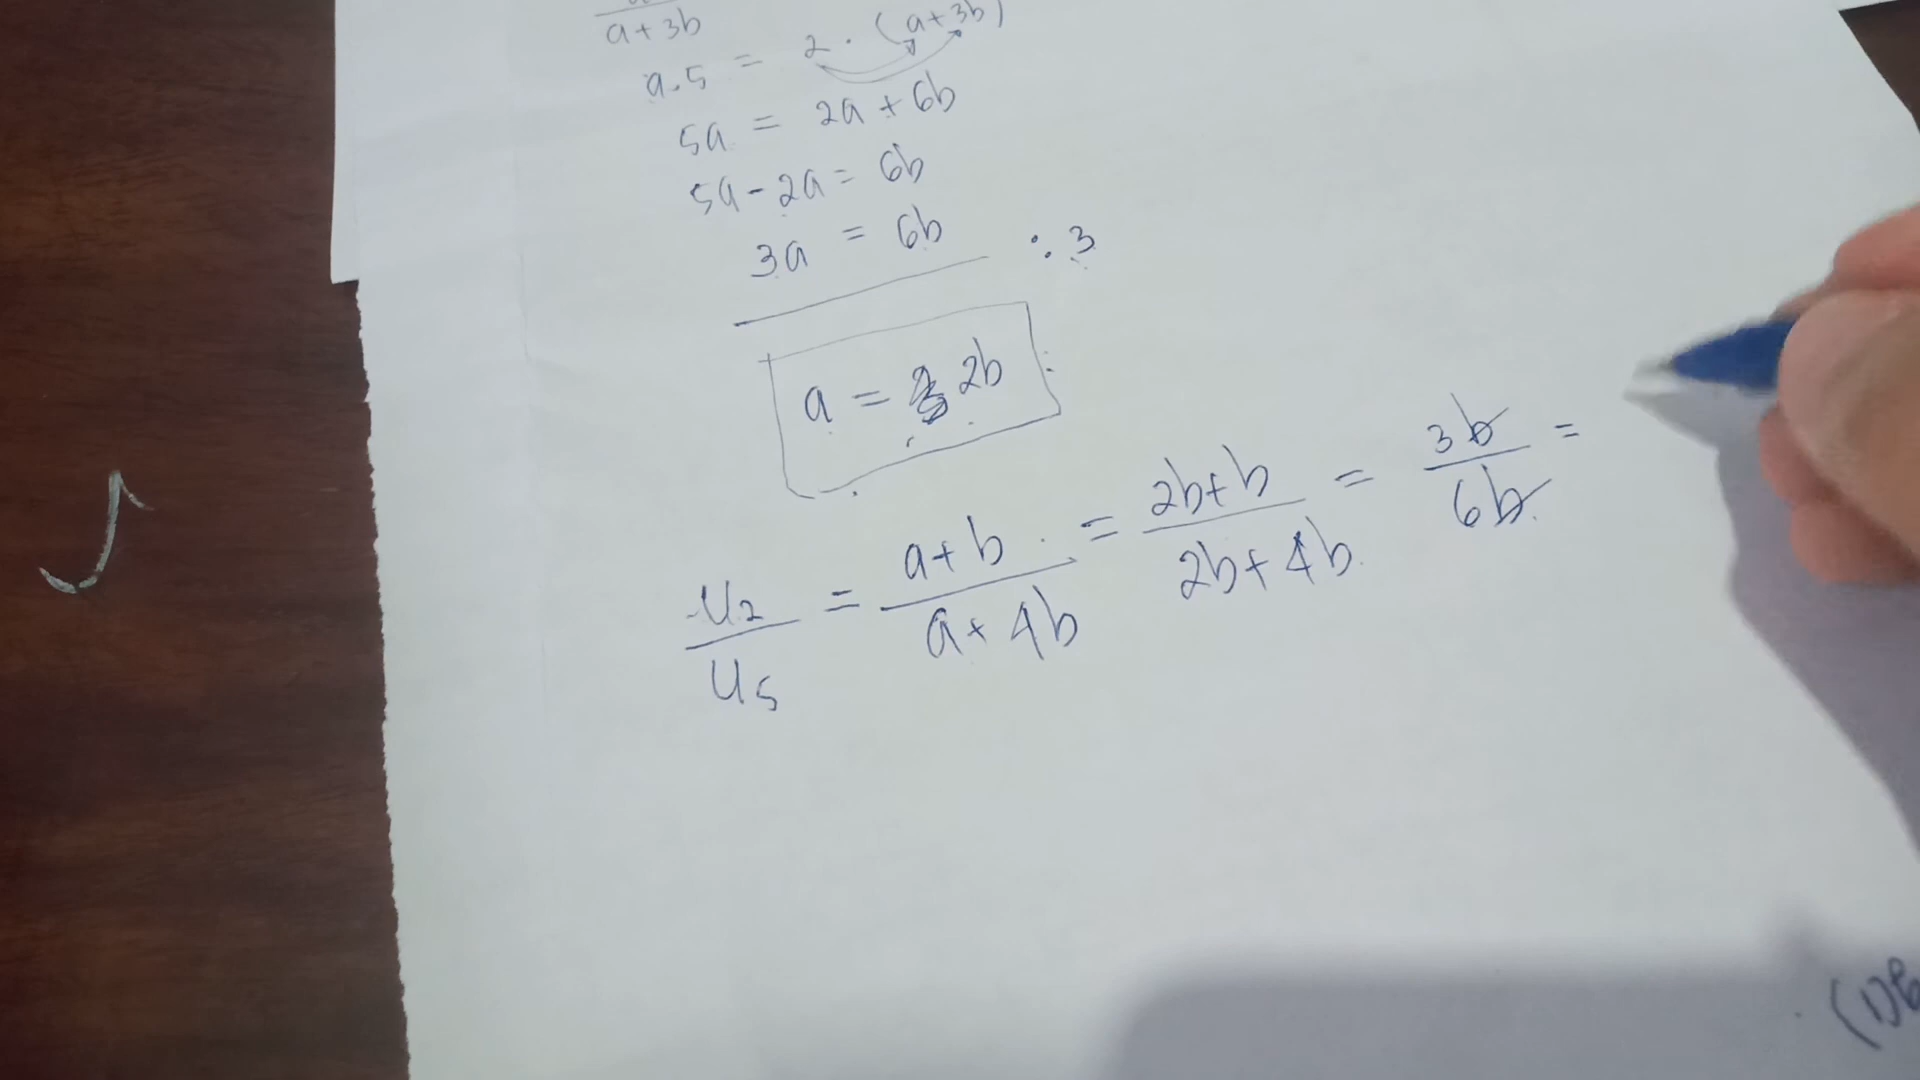 a+3b
a.5 = 2 . (a+3b)
5a = 2a + 6b
5a - 2a = 6b
3a = 6b : 3
a = 2b
U2/U5 = a+b/a+4b = 2b+b/2b+4b = 3b/6b =